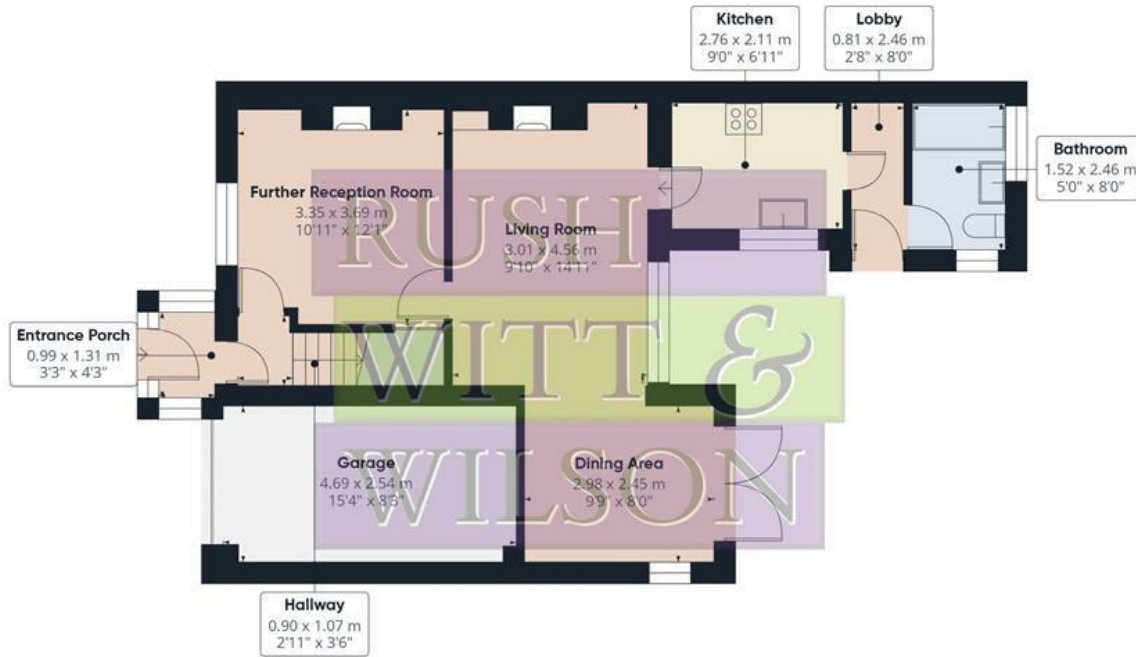 Kitchen
2.76 x 2.11 m
9'0" x 6'11"
Lobby
0.81 x 2.46 m
2'8" x 8'0"
Bathroom
1.52 x 2.46 m
5'0" x 8'0"
Further Reception Room
3.35 x 3.69 m
10'11" x 12'1"
Living Room
3.01 x 4.56 m
9'10" x 14'11"
Entrance Porch
0.99 x 1.31 m
3'3" x 4'3"
Garage
4.69 x 2.54 m
15'4" x 8'3"
Dining Area
2.98 x 2.45 m
9'9" x 8'0"
Hallway
0.90 x 1.07 m
2'11" x 3'6"
RUSH
WITT &
WILSON